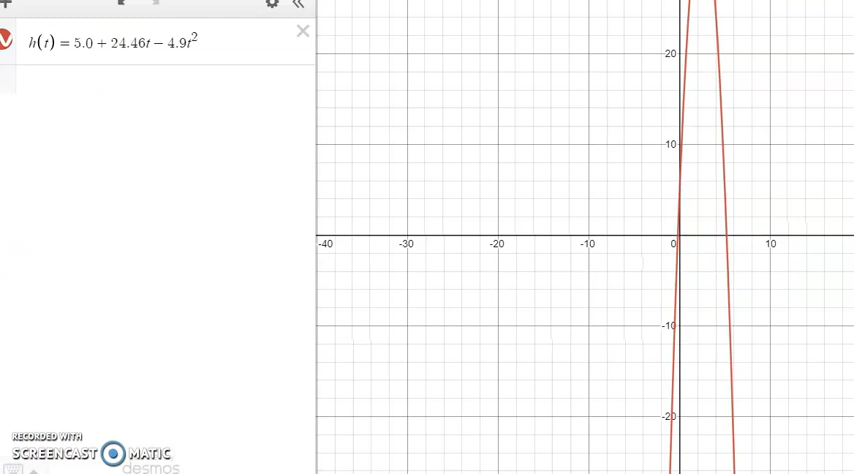 h(t) = 5.0 + 24.46t − 4.9t²
20
10
-40 -30 -20 -10 0 10
-10
-20
RECORDED WITH
SCREENCAST MATIC
desmos